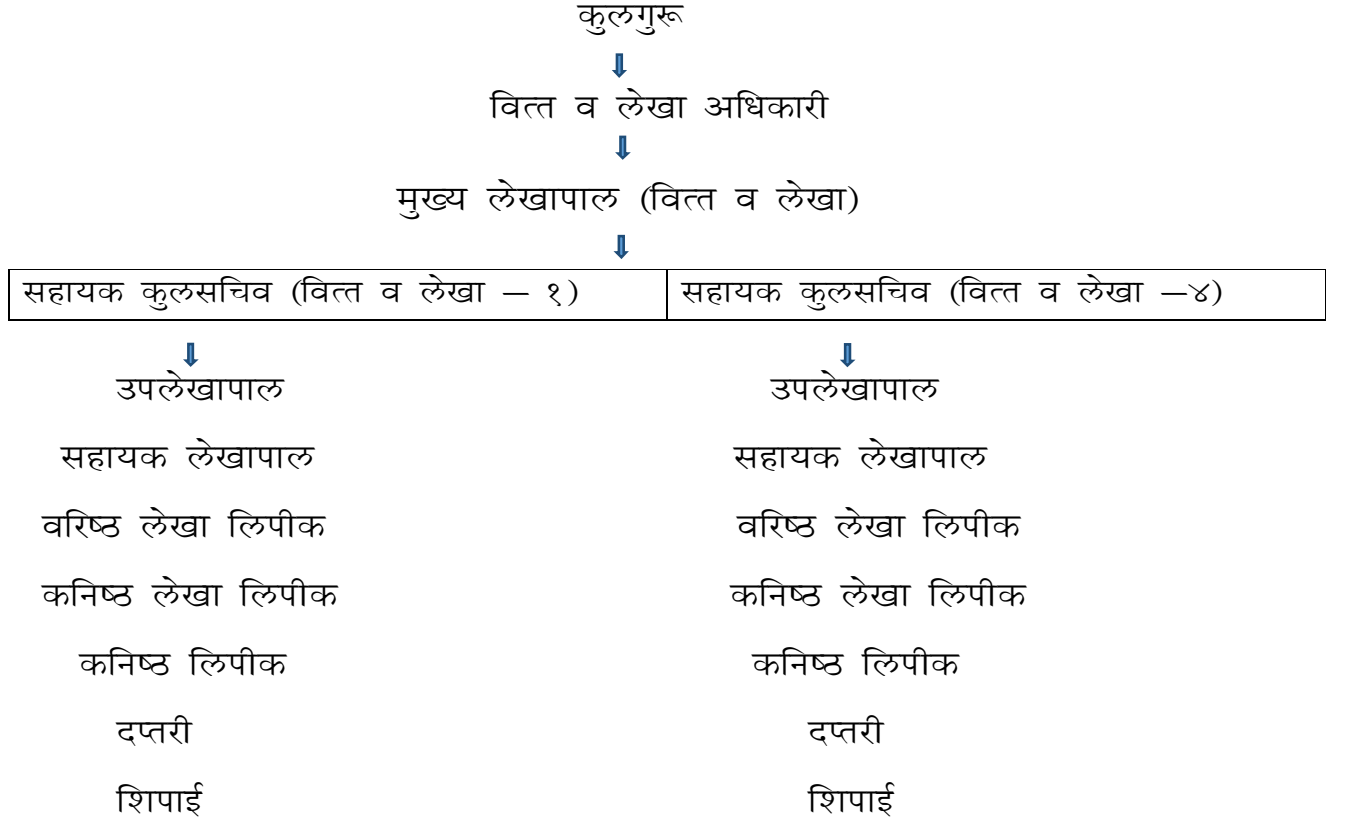 कुलगुरू
वित्त व लेखा अधिकारी
मुख्य लेखापाल (वित्त व लेखा)
सहायक कुलसचिव (वित्त व लेखा – १) सहायक कुलसचिव (वित्त व लेखा –४)
उपलेखापाल उपलेखापाल
सहायक लेखापाल सहायक लेखापाल
वरिष्ठ लेखा लिपीक वरिष्ठ लेखा लिपीक
कनिष्ठ लेखा लिपीक कनिष्ठ लेखा लिपीक
कनिष्ठ लिपीक कनिष्ठ लिपीक
दप्तरी दप्तरी
शिपाई शिपाई